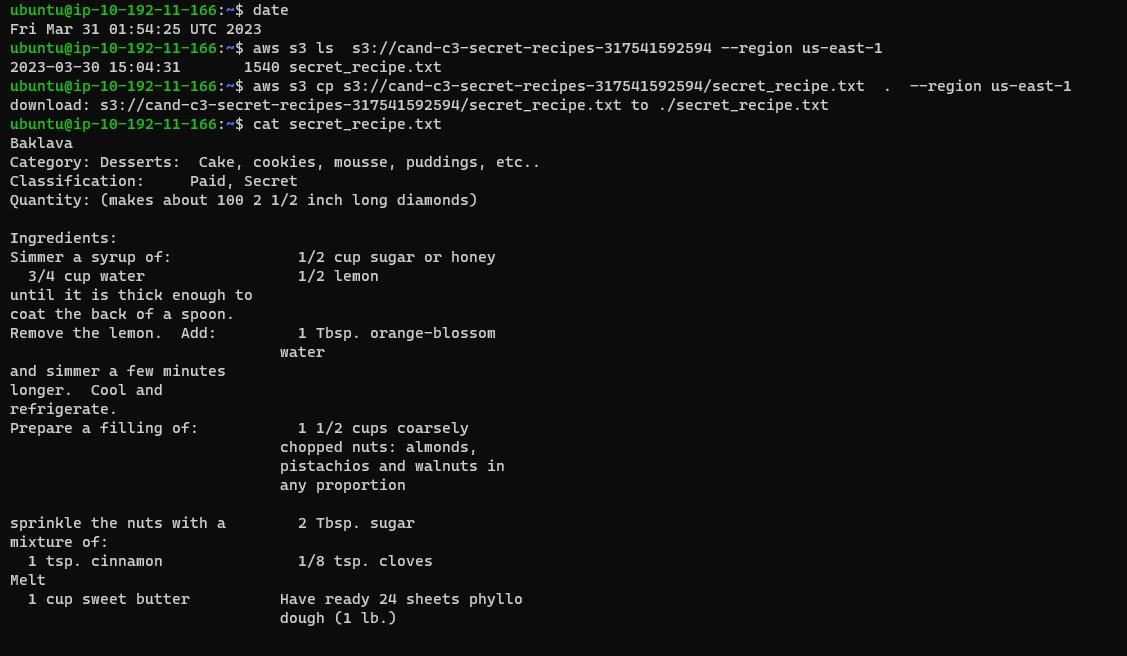 ubuntu@ip-10-192-11-166:~$ date
Fri Mar 31 01:54:25 UTC 2023
ubuntu@ip-10-192-11-166:~$ aws s3 ls  s3://cand-c3-secret-recipes-317541592594 --region us-east-1
2023-03-30 15:04:31       1540 secret_recipe.txt
ubuntu@ip-10-192-11-166:~$ aws s3 cp s3://cand-c3-secret-recipes-317541592594/secret_recipe.txt  .  --region us-east-1
download: s3://cand-c3-secret-recipes-317541592594/secret_recipe.txt to ./secret_recipe.txt
ubuntu@ip-10-192-11-166:~$ cat secret_recipe.txt
Baklava
Category: Desserts:  Cake, cookies, mousse, puddings, etc..
Classification:     Paid, Secret
Quantity: (makes about 100 2 1/2 inch long diamonds)

Ingredients:
Simmer a syrup of:              1/2 cup sugar or honey
  3/4 cup water                 1/2 lemon
until it is thick enough to
coat the back of a spoon.
Remove the lemon.  Add:         1 Tbsp. orange-blossom
                              water
and simmer a few minutes
longer.  Cool and
refrigerate.
Prepare a filling of:           1 1/2 cups coarsely
                              chopped nuts: almonds,
                              pistachios and walnuts in
                              any proportion

sprinkle the nuts with a        2 Tbsp. sugar
mixture of:
  1 tsp. cinnamon               1/8 tsp. cloves
Melt
  1 cup sweet butter          Have ready 24 sheets phyllo
                              dough (1 lb.)